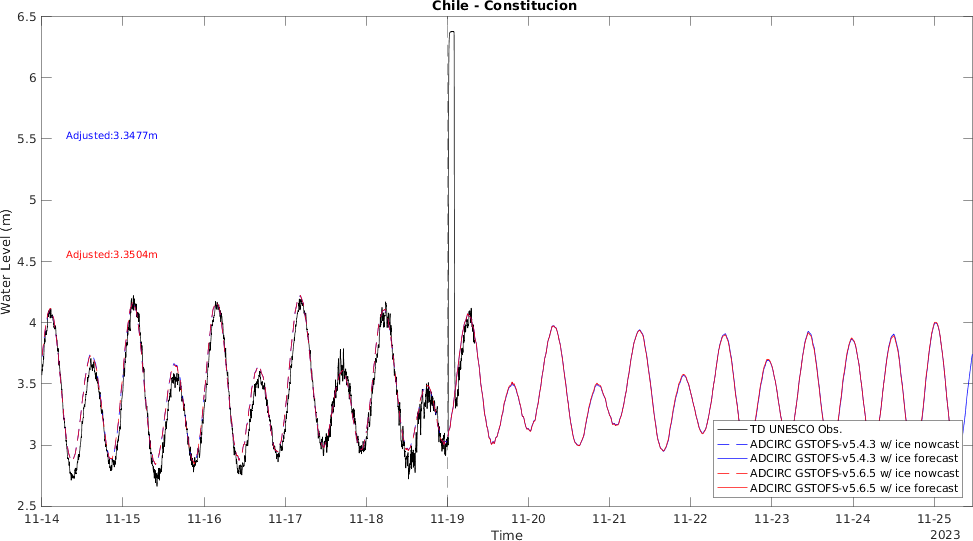 Chile - Constitucion
6.5
6
5.5
5
4.5
4
3.5
3
2.5
Water Level (m)
Adjusted:3.3477m
Adjusted:3.3504m
TD UNESCO Obs.
ADCIRC GSTOFS-v5.4.3 w/ ice nowcast
ADCIRC GSTOFS-v5.4.3 w/ ice forecast
ADCIRC GSTOFS-v5.6.5 w/ ice nowcast
ADCIRC GSTOFS-v5.6.5 w/ ice forecast
11-14 11-15 11-16 11-17 11-18 11-19 11-20 11-21 11-22 11-23 11-24 11-25
Time
2023